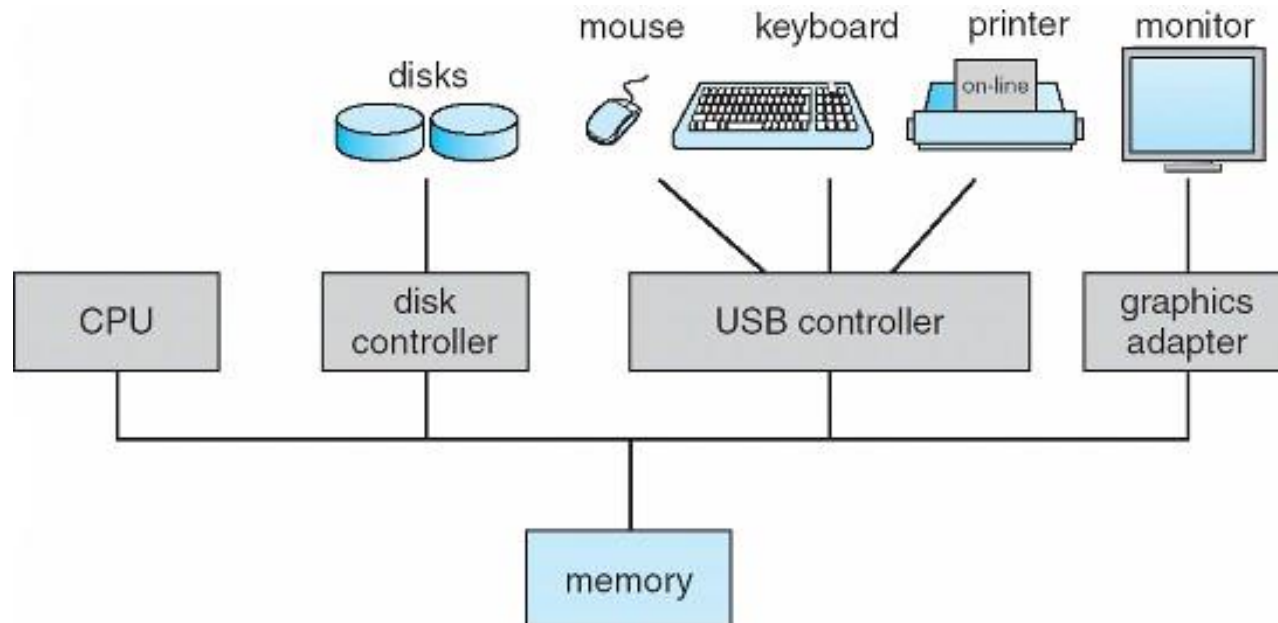 mouse
keyboard
printer
monitor
disks
on-line
CPU
disk
controller
USB controller
graphics
adapter
memory